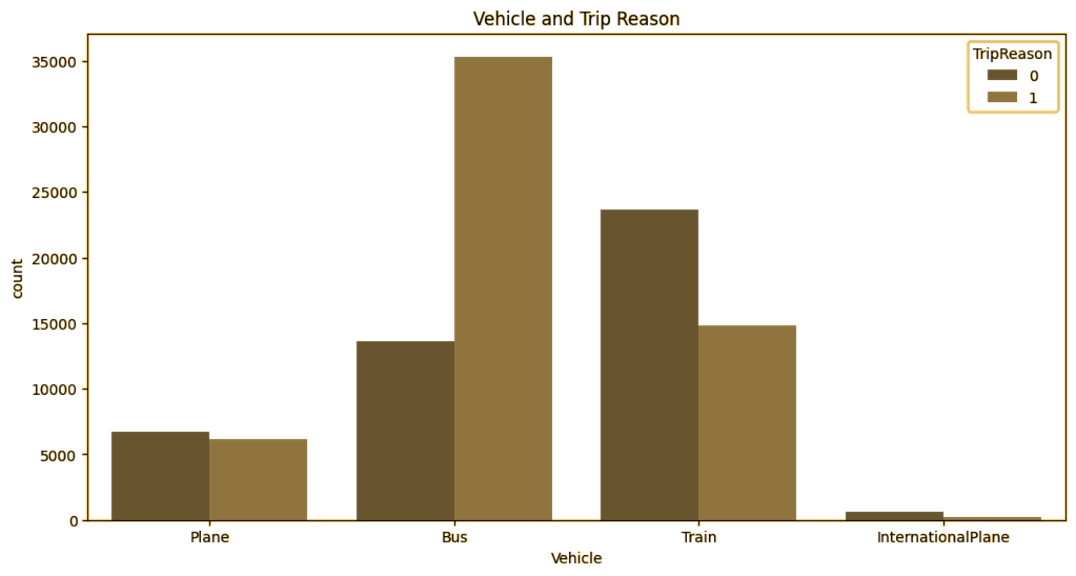 Vehicle and Trip Reason
TripReason
0
1
35000
30000
25000
20000
15000
10000
5000
0
count
Plane Bus Train InternationalPlane
Vehicle